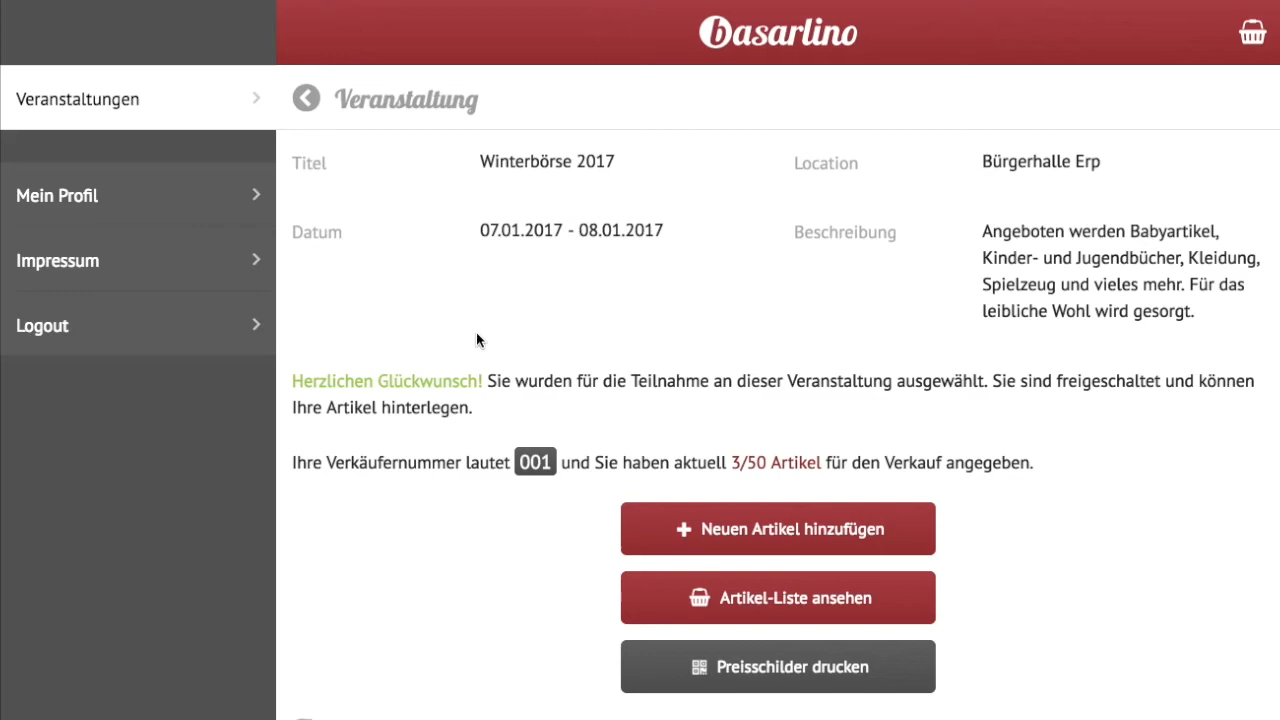 basarlino
Veranstaltungen
Veranstaltung
Titel
Winterbörse 2017
Location
Bürgerhalle Erp
Mein Profil
Datum
07.01.2017 - 08.01.2017
Beschreibung
Angeboten werden Babyartikel,
Kinder- und Jugendbücher, Kleidung,
Spielzeug und vieles mehr. Für das
leibliche Wohl wird gesorgt.
Impressum
Logout
Herzlichen Glückwunsch! Sie wurden für die Teilnahme an dieser Veranstaltung ausgewählt. Sie sind freigeschaltet und können
Ihre Artikel hinterlegen.
Ihre Verkäufernummer lautet 001 und Sie haben aktuell 3/50 Artikel für den Verkauf angegeben.
Neuen Artikel hinzufügen
Artikel-Liste ansehen
Preisschilder drucken